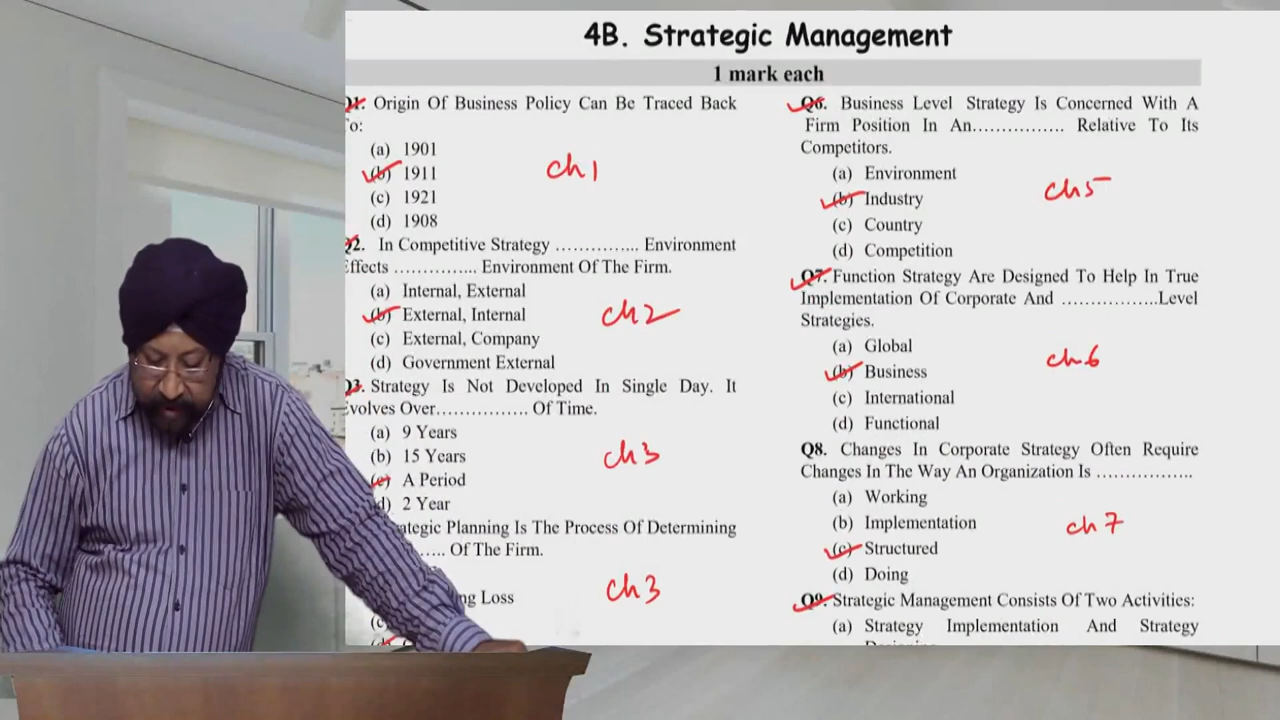 4B. Strategic Management
1 mark each
Q1. Origin Of Business Policy Can Be Traced Back
To:
(a) 1901
(b) 1911
(c) 1921
(d) 1908
ch1
Q2. In Competitive Strategy ………….. Environment
Effects ………….. Environment Of The Firm.
(a) Internal, External
(b) External, Internal
(c) External, Company
(d) Government External
ch2
Q3. Strategy Is Not Developed In Single Day. It
Evolves Over……………. Of Time.
(a) 9 Years
(b) 15 Years
(c) A Period
(d) 2 Year
ch3
ategic Planning Is The Process Of Determining
….. Of The Firm.
ng Loss
(c
(d
ch3
Q6. Business Level Strategy Is Concerned With A
Firm Position In An……………. Relative To Its
Competitors.
(a) Environment
(b) Industry
(c) Country
(d) Competition
ch5
Q7. Function Strategy Are Designed To Help In True
Implementation Of Corporate And …………….Level
Strategies.
(a) Global
(b) Business
(c) International
(d) Functional
ch6
Q8. Changes In Corporate Strategy Often Require
Changes In The Way An Organization Is ……………..
(a) Working
(b) Implementation
(c) Structured
(d) Doing
ch7
Q9. Strategic Management Consists Of Two Activities:
(a) Strategy Implementation And Strategy